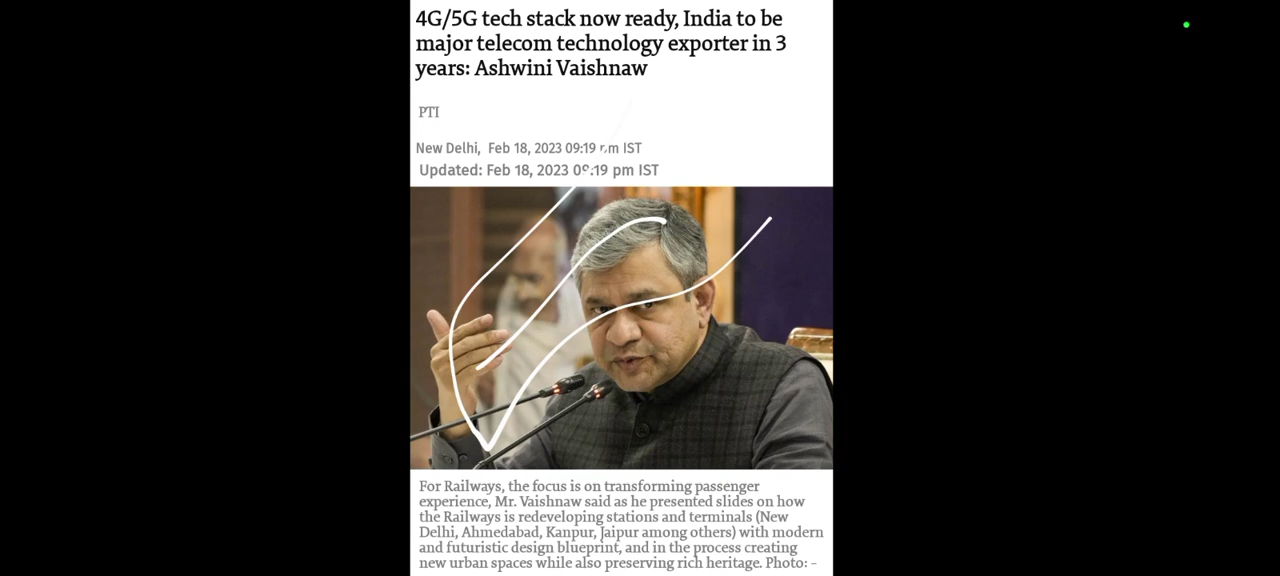 4G/5G tech stack now ready, India to be
major telecom technology exporter in 3
years: Ashwini Vaishnaw
PTI
New Delhi, Feb 18, 2023 09:19 pm IST
Updated: Feb 18, 2023 09:19 pm IST
For Railways, the focus is on transforming passenger
experience, Mr. Vaishnaw said as he presented slides on how
the Railways is redeveloping stations and terminals (New
Delhi, Ahmedabad, Kanpur, Jaipur among others) with modern
and futuristic design blueprint, and in the process creating
new urban spaces while also preserving rich heritage. Photo: -